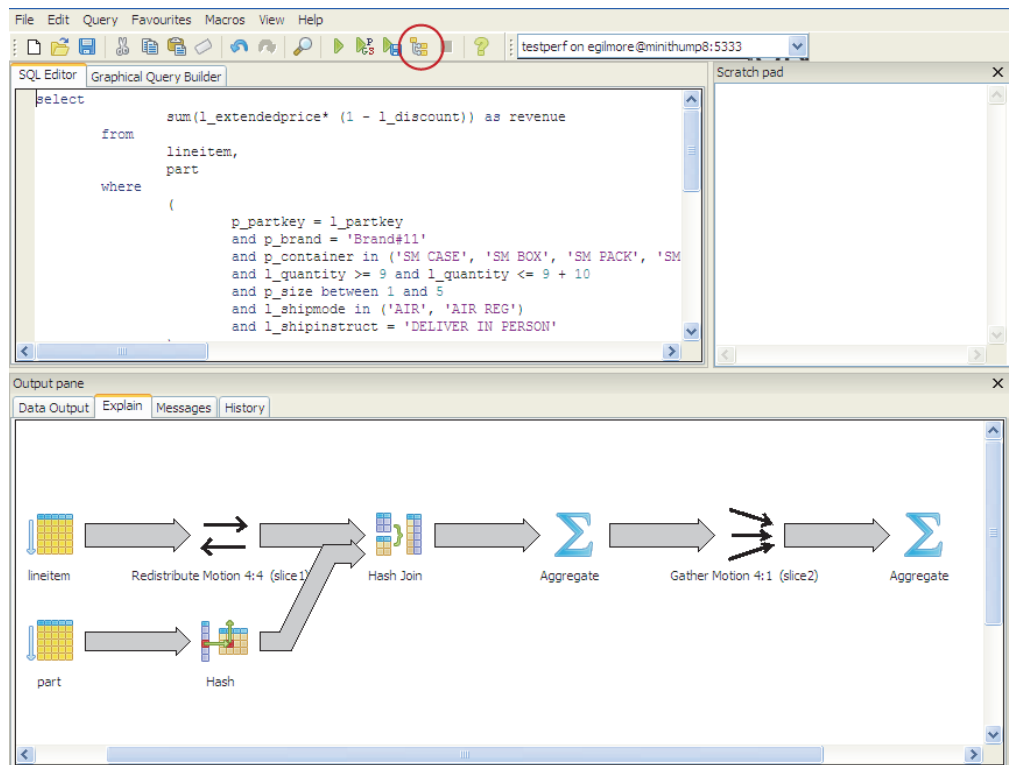 File Edit Query Favourites Macros View Help
testperf on egilmore@minithump8:5333
SQL Editor Graphical Query Builder
Scratch pad
select
sum(l_extendedprice* (1 - l_discount)) as revenue
from
lineitem,
part
where
(
p_partkey = l_partkey
and p_brand = 'Brand#11'
and p_container in ('SM CASE', 'SM BOX', 'SM PACK', 'SM
and l_quantity >= 9 and l_quantity <= 9 + 10
and p_size between 1 and 5
and l_shipmode in ('AIR', 'AIR REG')
and l_shipinstruct = 'DELIVER IN PERSON'
Output pane
Data Output Explain Messages History
lineitem Redistribute Motion 4:4 (slice1) Hash Join Aggregate Gather Motion 4:1 (slice2) Aggregate
part Hash